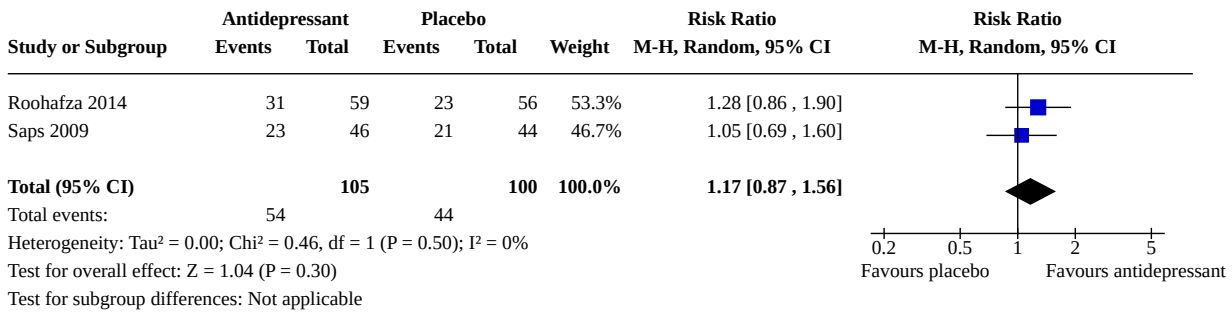 Antidepressant Placebo Risk Ratio Risk Ratio
Study or Subgroup Events Total Events Total Weight M-H, Random, 95% CI M-H, Random, 95% CI
Roohafza 2014 31 59 23 56 53.3% 1.28 [0.86 , 1.90]
Saps 2009 23 46 21 44 46.7% 1.05 [0.69 , 1.60]
Total (95% CI) 105 100 100.0% 1.17 [0.87 , 1.56]
Total events: 54 44
Heterogeneity: Tau² = 0.00; Chi² = 0.46, df = 1 (P = 0.50); I² = 0%
Test for overall effect: Z = 1.04 (P = 0.30)
Test for subgroup differences: Not applicable
0.2 0.5 1 2 5
Favours placebo Favours antidepressant